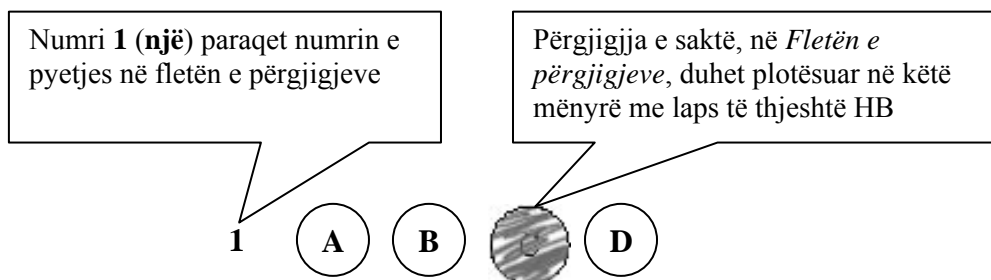 Numri 1 (një) paraqet numrin e
pyetjes në fletën e përgjigjeve
Përgjigjja e saktë, në Fletën e
përgjigjeve, duhet plotësuar në këtë
mënyrë me laps të thjeshtë HB
1 A B D